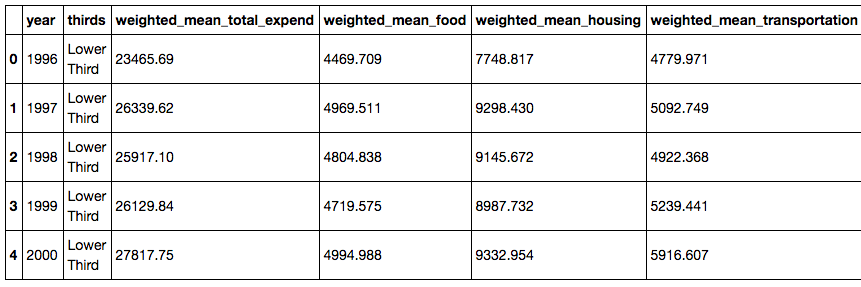 year thirds weighted_mean_total_expend weighted_mean_food weighted_mean_housing weighted_mean_transportation
0 1996 Lower Third 23465.69 4469.709 7748.817 4779.971
1 1997 Lower Third 26339.62 4969.511 9298.430 5092.749
2 1998 Lower Third 25917.10 4804.838 9145.672 4922.368
3 1999 Lower Third 26129.84 4719.575 8987.732 5239.441
4 2000 Lower Third 27817.75 4994.988 9332.954 5916.607